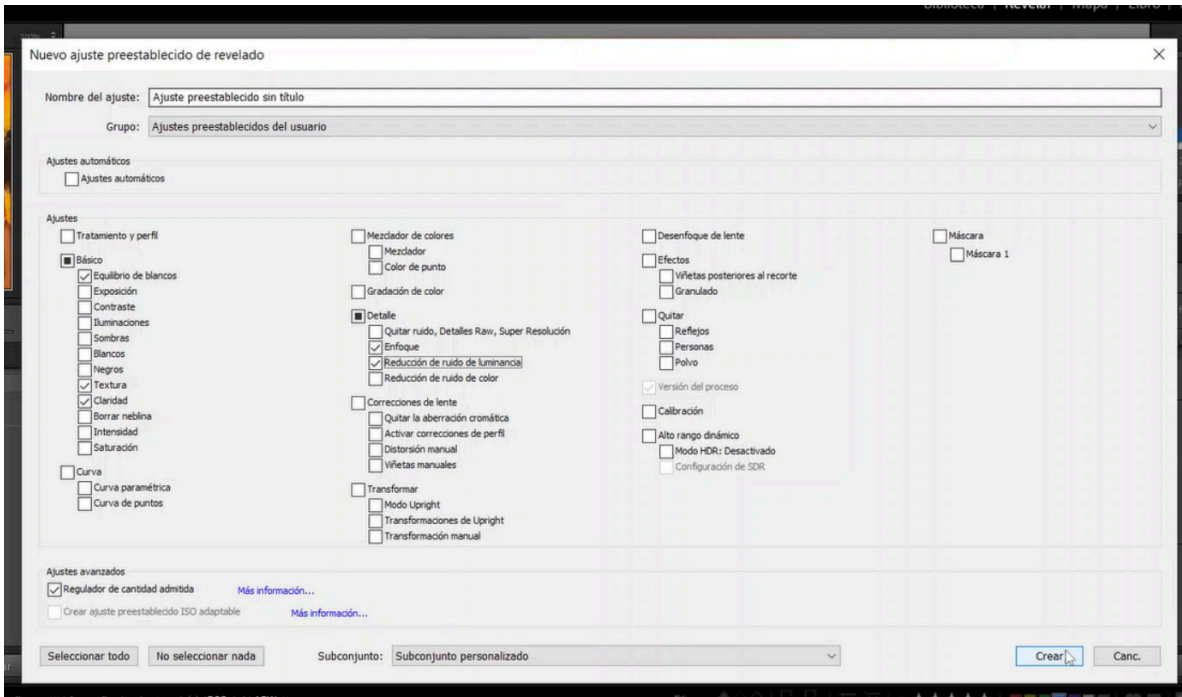 Biblioteca | Revelar | Mapa | Libro
Nuevo ajuste preestablecido de revelado
Nombre del ajuste: Ajuste preestablecido sin título
Grupo: Ajustes preestablecidos del usuario
Ajustes automáticos
Ajustes automáticos
Ajustes
Tratamiento y perfil
Básico
Equilibrio de blancos
Exposición
Contraste
Iluminaciones
Sombras
Blancos
Negros
Textura
Claridad
Borrar neblina
Intensidad
Saturación
Curva
Curva paramétrica
Curva de puntos
Mezclador de colores
Mezclador
Color de punto
Gradación de color
Detalle
Quitar ruido, Detalles Raw, Super Resolución
Enfoque
Reducción de ruido de luminancia
Reducción de ruido de color
Correcciones de lente
Quitar la aberración cromática
Activar correcciones de perfil
Distorsión manual
Viñetas manuales
Transformar
Modo Upright
Transformaciones de Upright
Transformación manual
Desenfoque de lente
Efectos
Viñetas posteriores al recorte
Granulado
Quitar
Reflejos
Personas
Polvo
Versión del proceso
Calibración
Alto rango dinámico
Modo HDR: Desactivado
Configuración de SDR
Máscara
Máscara 1
Ajustes avanzados
Regulador de cantidad admitida Más información...
Crear ajuste preestablecido ISO adaptable Más información...
Seleccionar todo No seleccionar nada Subconjunto: Subconjunto personalizado Crear Canc.